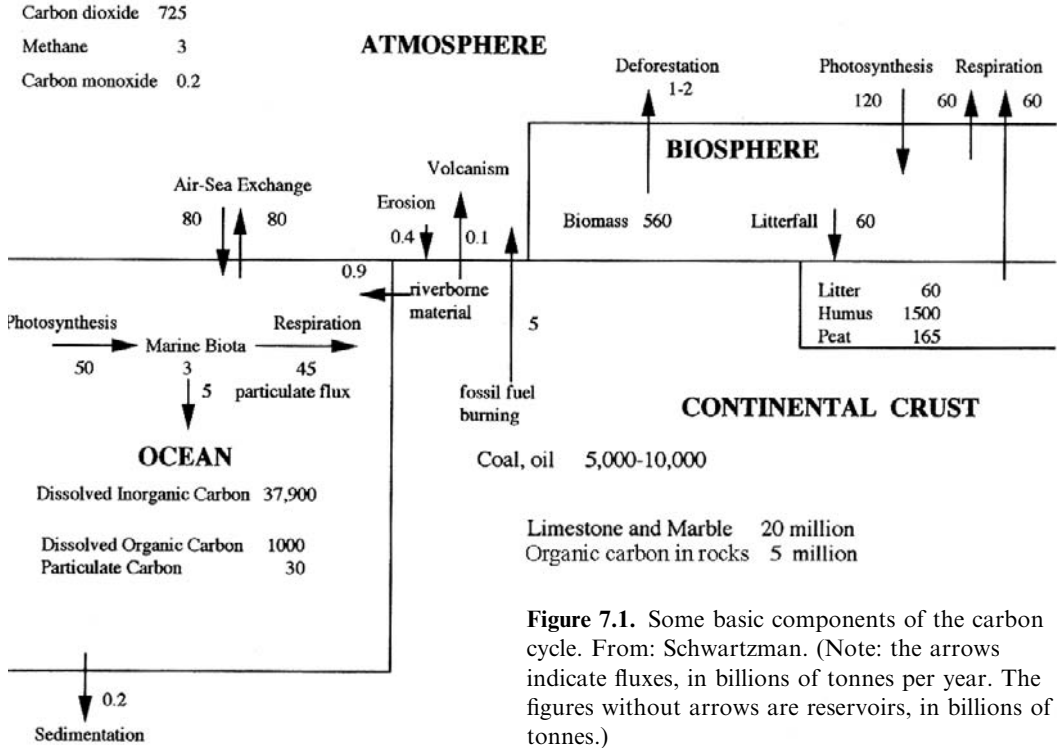 Carbon dioxide 725
Methane 3
Carbon monoxide 0.2
ATMOSPHERE
Deforestation
1-2
Photosynthesis Respiration
120 60 60
BIOSPHERE
Volcanism
Air-Sea Exchange
80 80
Erosion
0.4 0.1
Biomass 560 Litterfall 60
0.9
riverborne
material
Litter 60
Humus 1500
Peat 165
Photosynthesis Respiration
Marine Biota
50 3 45
5 particulate flux
5
fossil fuel
burning
CONTINENTAL CRUST
OCEAN
Coal, oil 5,000-10,000
Dissolved Inorganic Carbon 37,900
Dissolved Organic Carbon 1000
Particulate Carbon 30
Limestone and Marble 20 million
Organic carbon in rocks 5 million
0.2
Sedimentation
Figure 7.1. Some basic components of the carbon
cycle. From: Schwartzman. (Note: the arrows
indicate fluxes, in billions of tonnes per year. The
figures without arrows are reservoirs, in billions of
tonnes.)